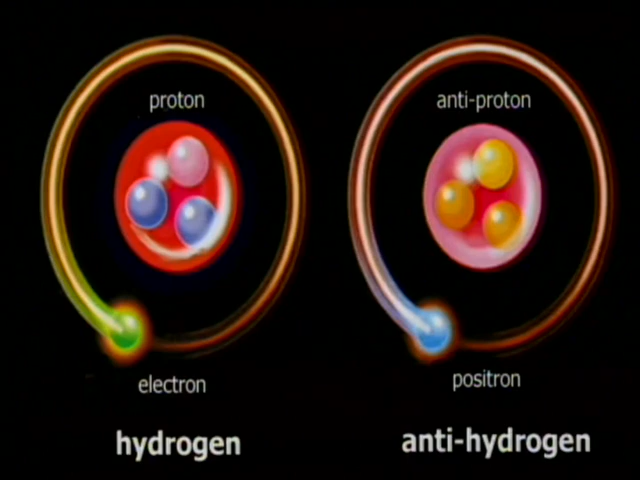 proton
electron
hydrogen
anti-proton
positron
anti-hydrogen